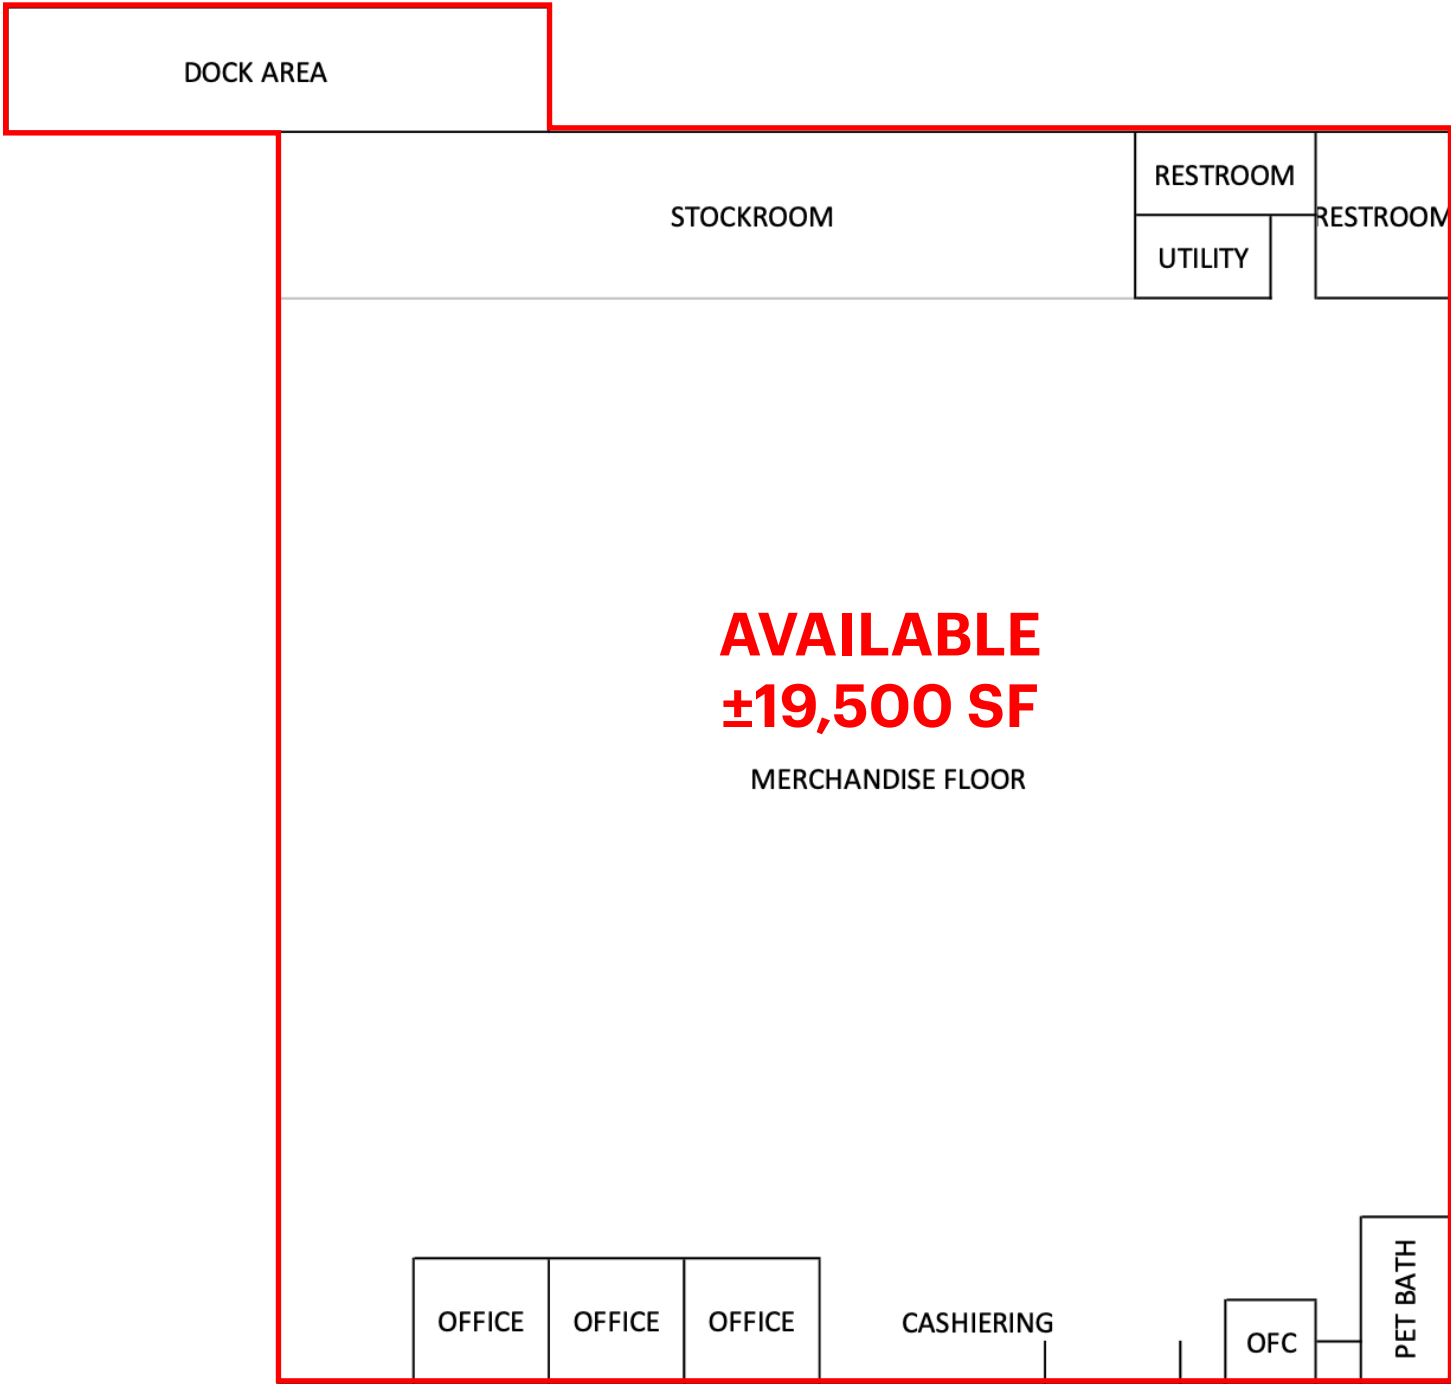 DOCK AREA
RESTROOM
STOCKROOM
RESTROOM
UTILITY
AVAILABLE
±19,500 SF
MERCHANDISE FLOOR
OFFICE
OFFICE
OFFICE
CASHIERING
OFC
PET BATH